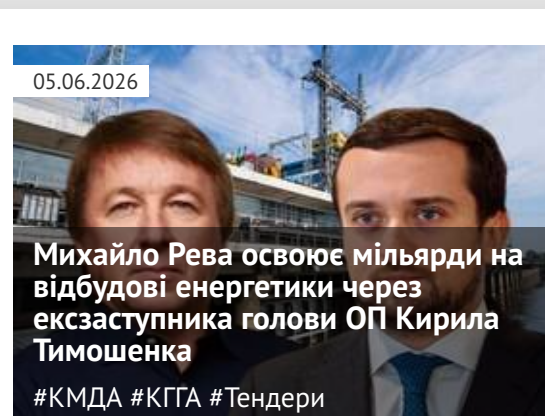 05.06.2026
Михайло Рева освоює мільярди на
відбудові енергетики через
ексзаступника голови ОП Кирила
Тимошенка
#КМДА #КГГА #Тендери